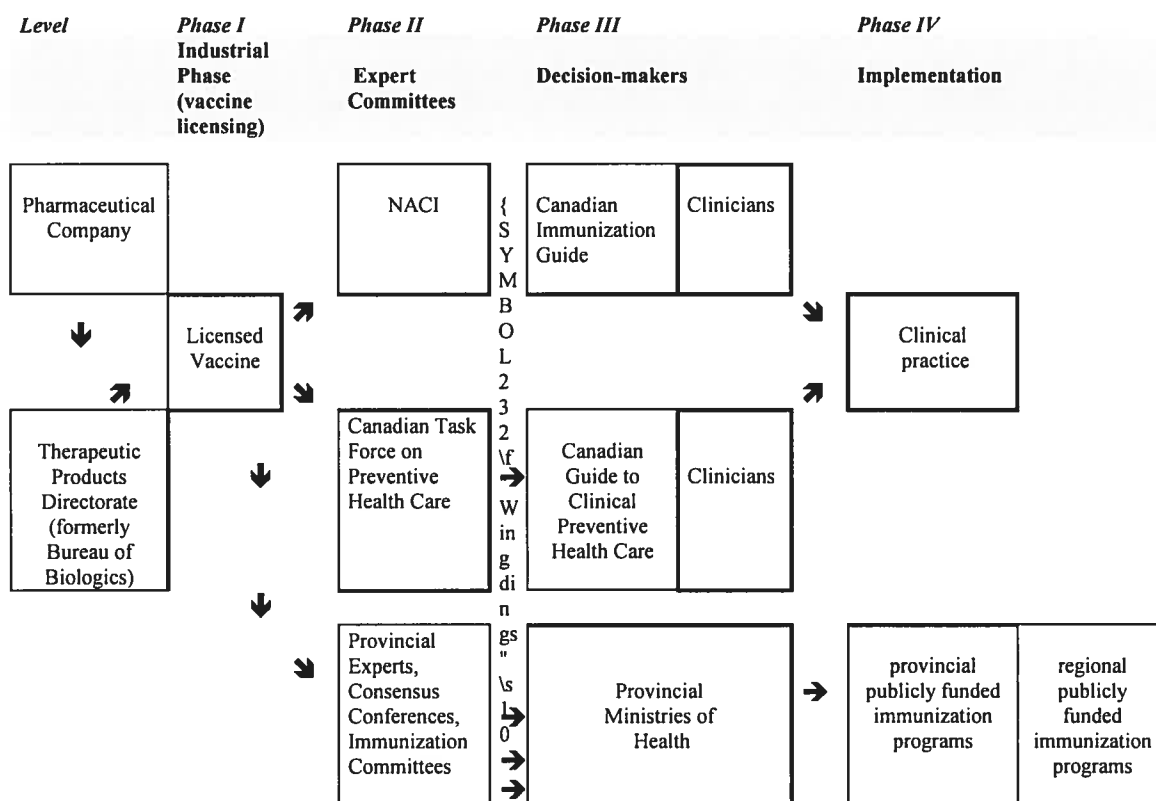 Level
Phase I
Industrial
Phase
(vaccine
licensing)
Phase II
Expert
Committees
Phase III
Decision-makers
Phase IV
Implementation
Pharmaceutical
Company
NACI
{
S
Y
M
B
O
L
2
3
2
\f
W
in
g
di
n
gs
"
\s
1
0
Canadian
Immunization
Guide
Clinicians
Licensed
Vaccine
Clinical
practice
Therapeutic
Products
Directorate
(formerly
Bureau of
Biologics)
Canadian Task
Force on
Preventive
Health Care
Canadian
Guide to
Clinical
Preventive
Health Care
Clinicians
Provincial
Experts,
Consensus
Conferences,
Immunization
Committees
Provincial
Ministries of
Health
provincial
publicly funded
immunization
programs
regional
publicly
funded
immunization
programs